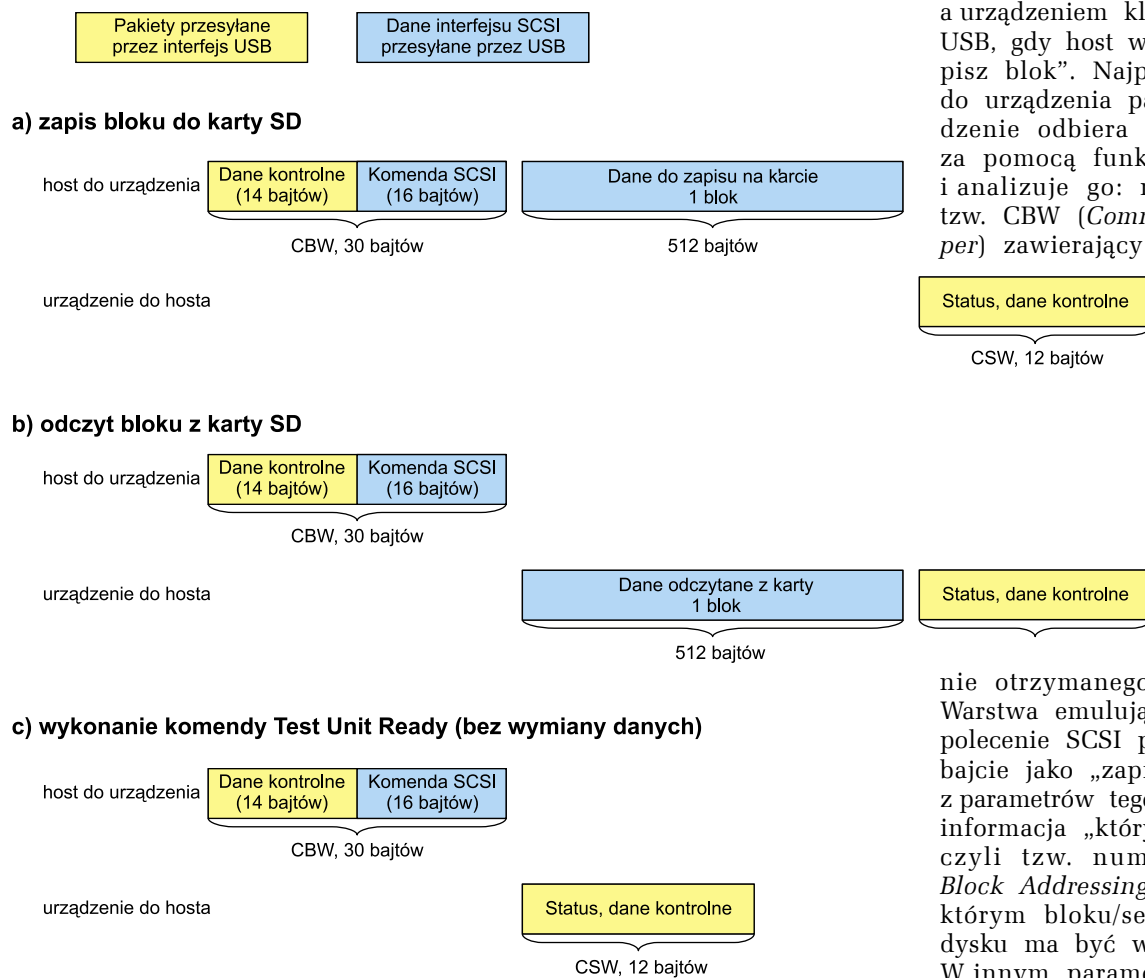 Pakiety przesyłane
przez interfejs USB
Dane interfejsu SCSI
przesyłane przez USB
a) zapis bloku do karty SD
host do urządzenia
Dane kontrolne
(14 bajtów)
Komenda SCSI
(16 bajtów)
Dane do zapisu na karcie
1 blok
CBW, 30 bajtów
512 bajtów
urządzenie do hosta
Status, dane kontrolne
CSW, 12 bajtów
b) odczyt bloku z karty SD
host do urządzenia
Dane kontrolne
(14 bajtów)
Komenda SCSI
(16 bajtów)
CBW, 30 bajtów
urządzenie do hosta
Dane odczytane z karty
1 blok
Status, dane kontrolne
512 bajtów
c) wykonanie komendy Test Unit Ready (bez wymiany danych)
host do urządzenia
Dane kontrolne
(14 bajtów)
Komenda SCSI
(16 bajtów)
CBW, 30 bajtów
urządzenie do hosta
Status, dane kontrolne
CSW, 12 bajtów
a urządzeniem kl
USB, gdy host w
pisz blok”. Najp
do urządzenia pa
dzenie odbiera
za pomocą funk
i analizuje go: 
tzw. CBW (Comm
per) zawierający
nie otrzymanego
Warstwa emulują
polecenie SCSI p
bajcie jako „zapi
z parametrów teg
informacja „któr
czyli tzw. num
Block Addressing
którym bloku/se
dysku ma być w
W innym parame